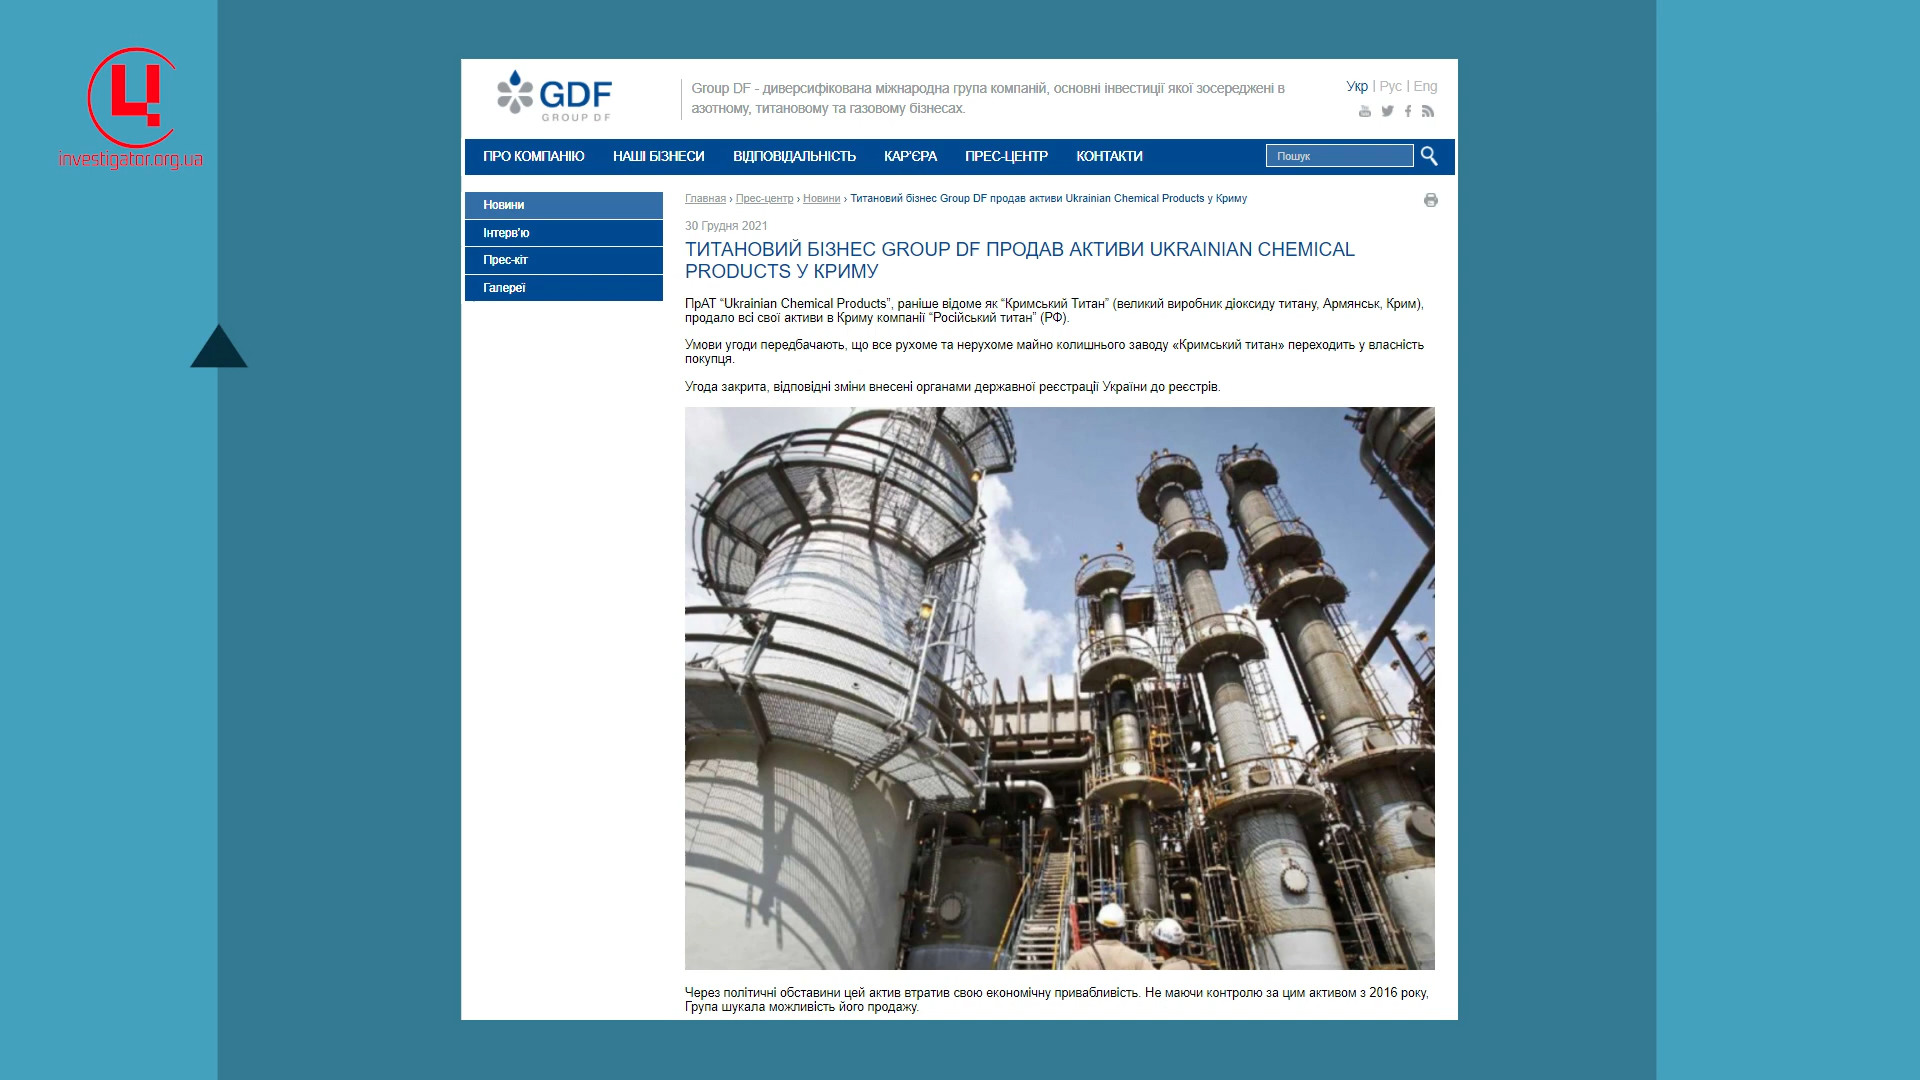 Ц
investigator.org.ua
GDF
GROUP DF
Group DF - диверсифікована міжнародна група компаній, основні інвестиції якої зосереджені в
азотному, титановому та газовому бізнесах.
Укр | Рус | Eng
ПРО КОМПАНІЮ НАШІ БІЗНЕСИ ВІДПОВІДАЛЬНІСТЬ КАР'ЄРА ПРЕС-ЦЕНТР КОНТАКТИ
Пошук
Новини
Інтерв'ю
Прес-кіт
Галереї
Главная › Прес-центр › Новини › Титановий бізнес Group DF продав активи Ukrainian Chemical Products у Криму
30 Грудня 2021
ТИТАНОВИЙ БІЗНЕС GROUP DF ПРОДАВ АКТИВИ UKRAINIAN CHEMICAL
PRODUCTS У КРИМУ
ПрАТ “Ukrainian Chemical Products”, раніше відоме як “Кримський Титан” (великий виробник діоксиду титану, Армянськ, Крим),
продало всі свої активи в Криму компанії “Російський титан” (РФ).
Умови угоди передбачають, що все рухоме та нерухоме майно колишнього заводу «Кримський титан» переходить у власність
покупця.
Угода закрита, відповідні зміни внесені органами державної реєстрації України до реєстрів.
Через політичні обставини цей актив втратив свою економічну привабливість. Не маючи контролю за цим активом з 2016 року,
Група шукала можливість його продажу.